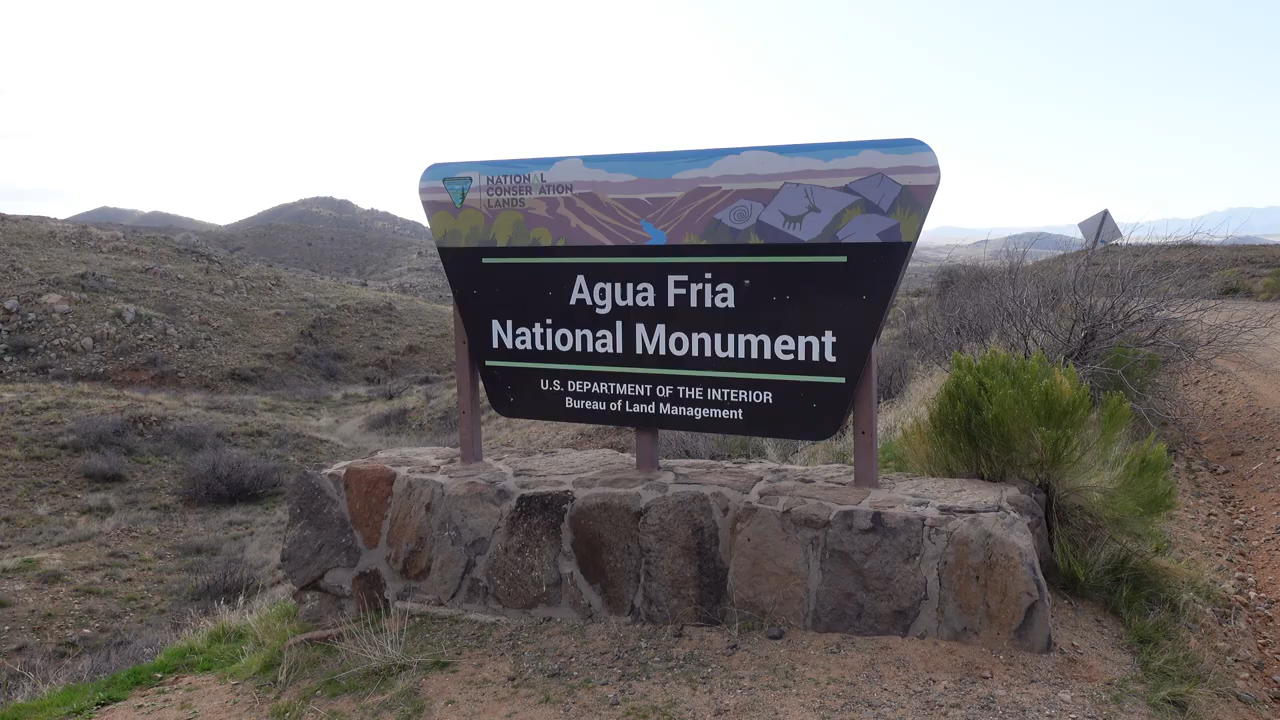 NATIONAL
CONSERVATION
LANDS
Agua Fria
National Monument
U.S. DEPARTMENT OF THE INTERIOR
Bureau of Land Management